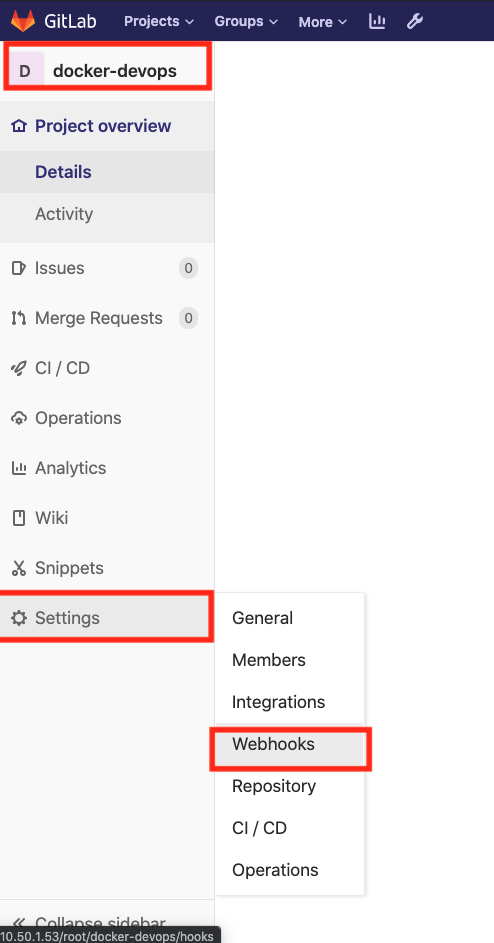 GitLab Projects Groups More
D docker-devops
Project overview
Details
Activity
Issues 0
Merge Requests 0
CI / CD
Operations
Analytics
Wiki
Snippets
Settings
General
Members
Integrations
Webhooks
Repository
CI / CD
Operations
Collapse sidebar
10.50.1.53/root/docker-devops/hooks